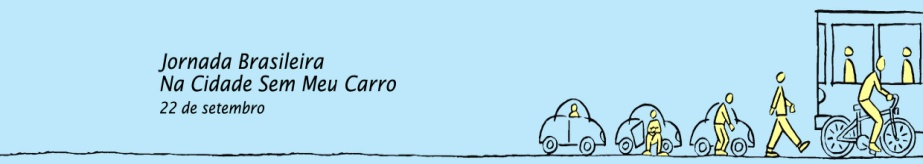 Jornada Brasileira
Na Cidade Sem Meu Carro
22 de setembro